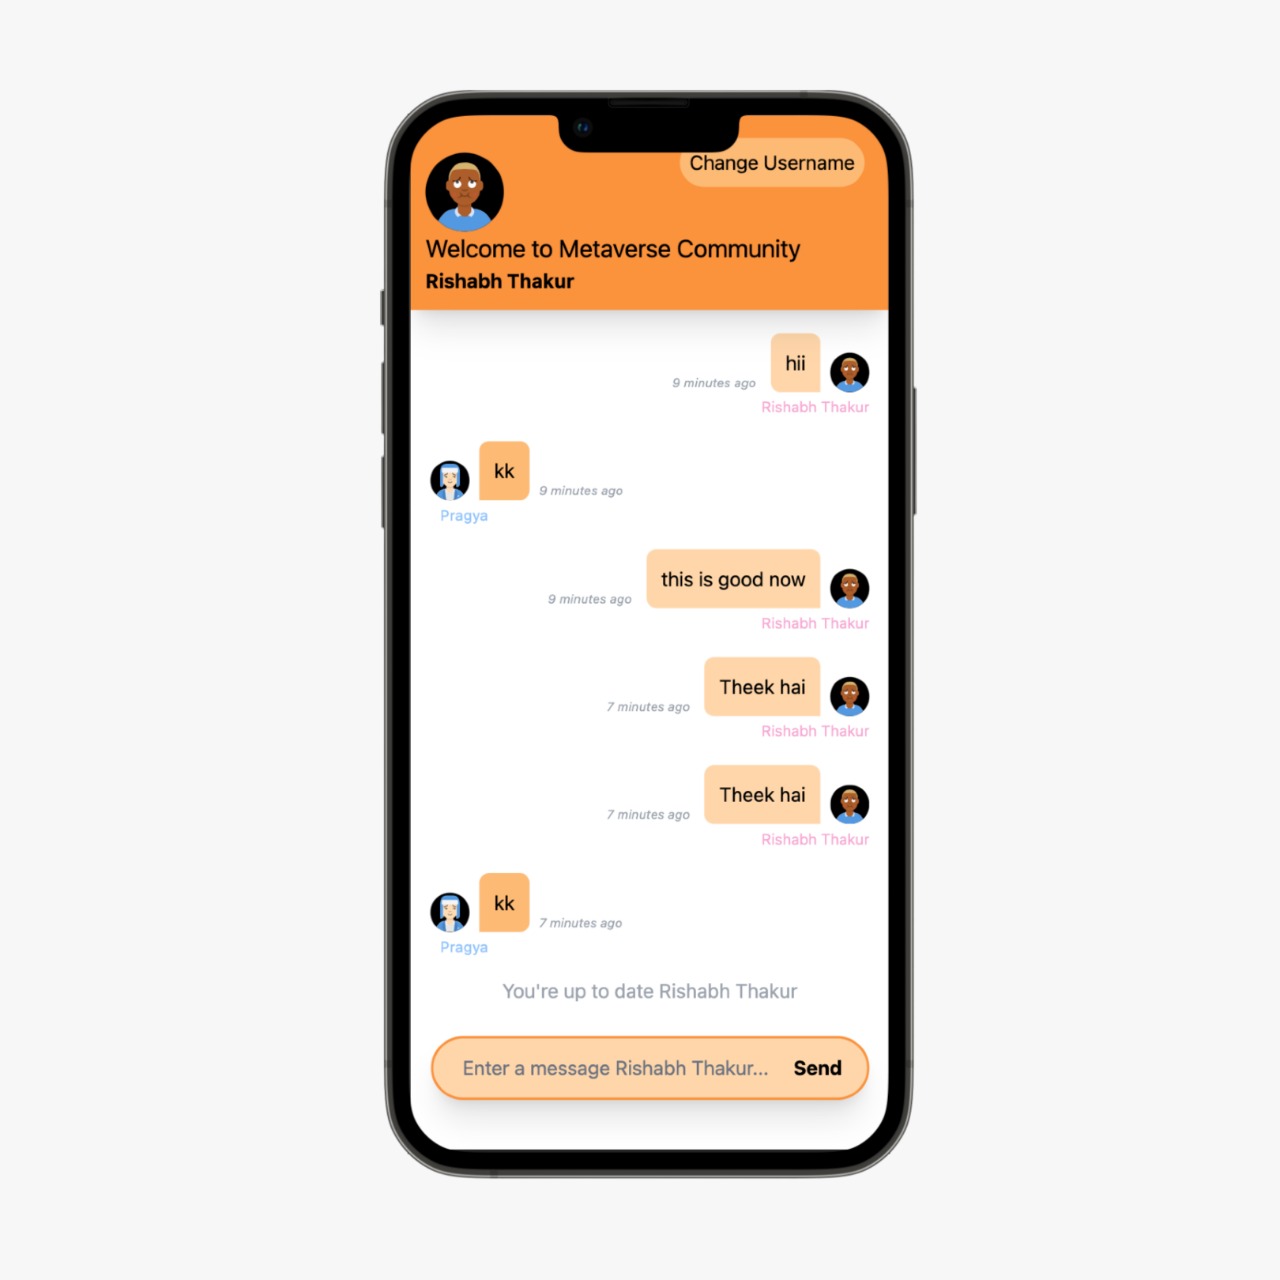 Change Username
Welcome to Metaverse Community
Rishabh Thakur
hii
9 minutes ago
Rishabh Thakur
kk
9 minutes ago
Pragya
this is good now
9 minutes ago
Rishabh Thakur
Theek hai
7 minutes ago
Rishabh Thakur
Theek hai
7 minutes ago
Rishabh Thakur
kk
7 minutes ago
Pragya
You're up to date Rishabh Thakur
Enter a message Rishabh Thakur... Send